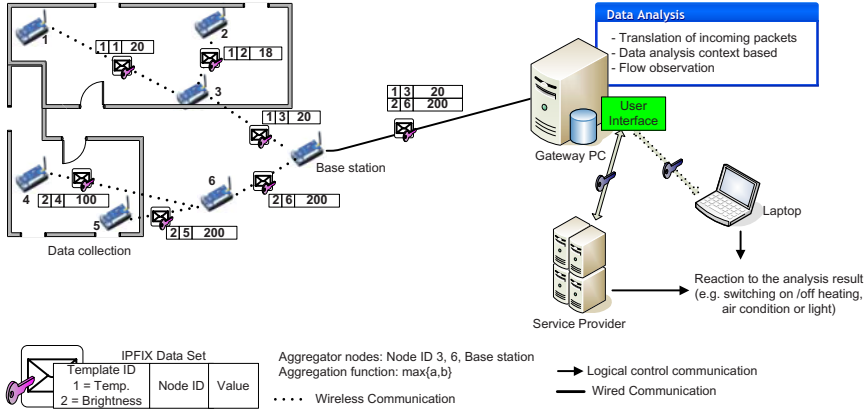 Data Analysis
- Translation of incoming packets
- Data analysis context based
- Flow observation
1
2
1 1 20
1 2 18
3
1 3 20
1 3 20
2 6 200
User
Interface
Gateway PC
Base station
4
2 4 100
5
6
2 6 200
2 5 200
Data collection
Laptop
Service Provider
Reaction to the analysis result
(e.g. switching on /off heating,
air condition or light)
IPFIX Data Set
Template ID
1 = Temp.
2 = Brightness
Node ID
Value
Aggregator nodes: Node ID 3, 6, Base station
Aggregation function: max{a,b}
Wireless Communication
Logical control communication
Wired Communication